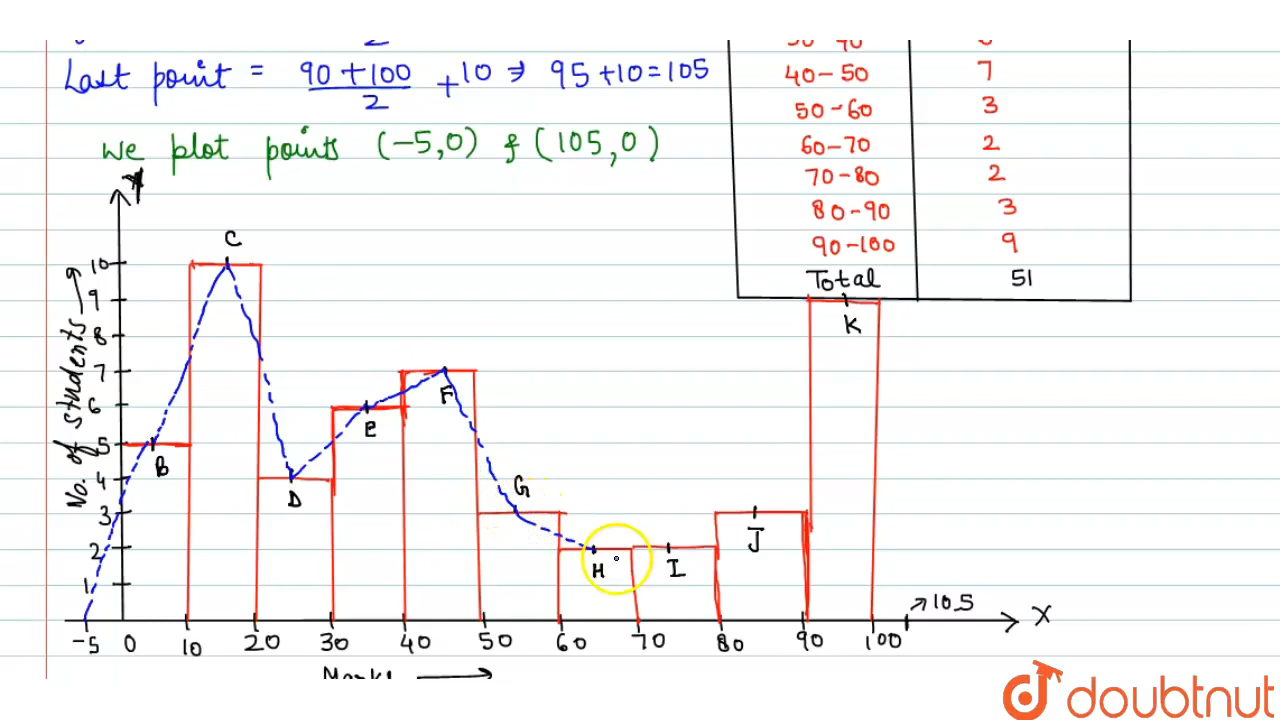 2
Last point = 90+100/2 +10 ⇒ 95+10=105
We plot points (-5,0) & (105,0)
40-50 7
50-60 3
60-70 2
70-80 2
80-90 3
90-100 9
Total 51
Y
No. of students →
10
9
8
7
6
5
4
3
2
1
B
C
D
E
F
G
H
I
J
K
-5 0 10 20 30 40 50 60 70 80 90 100
105
X
Marks →
doubtnut